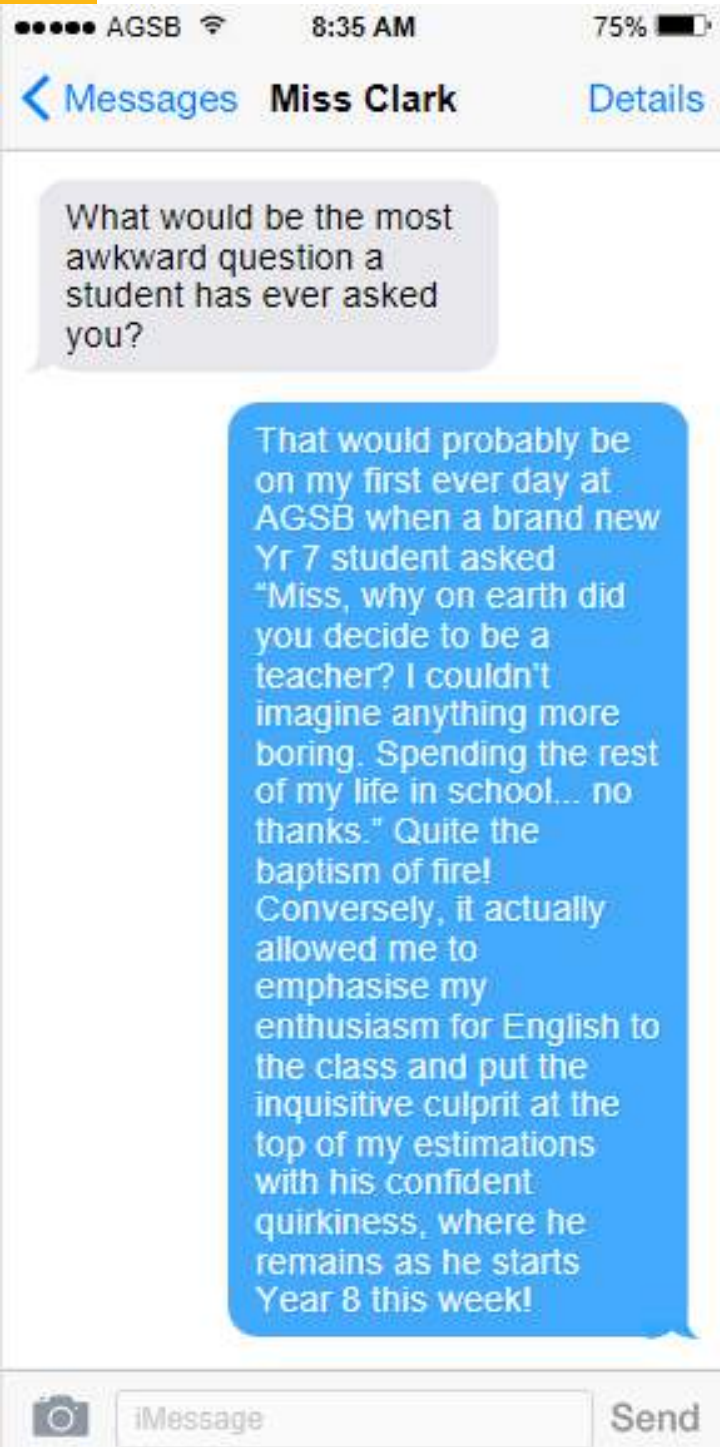 AGSB 8:35 AM 75%
Messages Miss Clark Details
What would be the most
awkward question a
student has ever asked
you?
That would probably be
on my first ever day at
AGSB when a brand new
Yr 7 student asked
“Miss, why on earth did
you decide to be a
teacher? I couldn't
imagine anything more
boring. Spending the rest
of my life in school... no
thanks.” Quite the
baptism of fire!
Conversely, it actually
allowed me to
emphasise my
enthusiasm for English to
the class and put the
inquisitive culprit at the
top of my estimations
with his confident
quirkiness, where he
remains as he starts
Year 8 this week!
iMessage Send